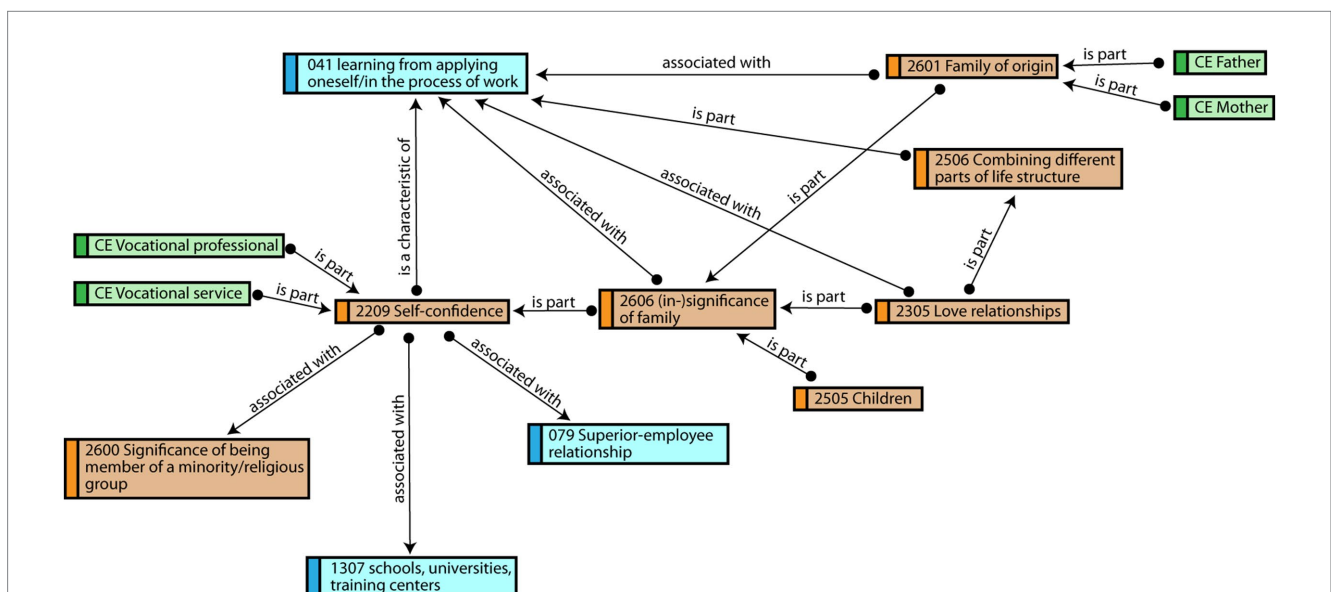 041 learning from applying
oneself/in the process of work
associated with
2601 Family of origin
is part
CE Father
is part
CE Mother
is part
2506 Combining different
parts of life structure
is a characteristic of
associated with
associated with
is part
is part
CE Vocational professional
is part
CE Vocational service
is part
2209 Self-confidence
is part
2606 (in-)significance
of family
is part
2305 Love relationships
is part
2505 Children
associated with
associated with
associated with
2600 Significance of being
member of a minority/religious
group
079 Superior-employee
relationship
1307 schools, universities,
training centers